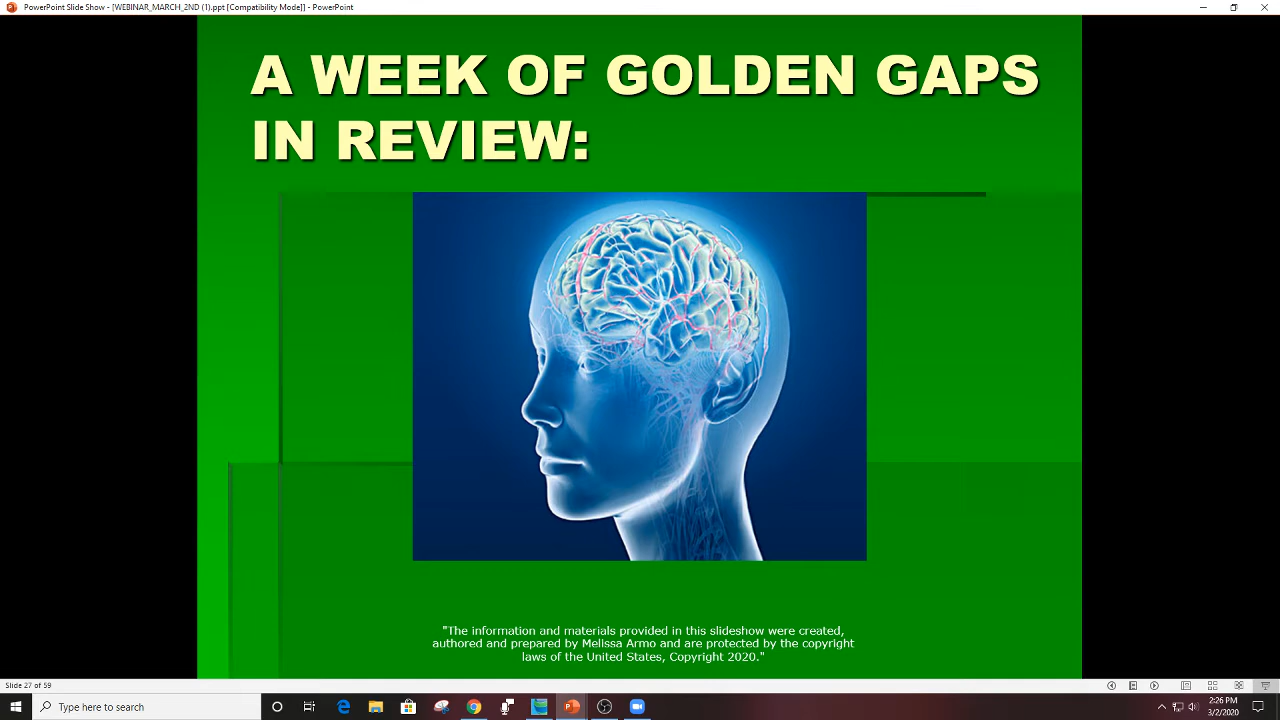 PowerPoint Slide Show - [WEBINAR_MARCH_2ND (1).ppt [Compatibility Mode]] - PowerPoint
A WEEK OF GOLDEN GAPS
IN REVIEW:
"The information and materials provided in this slideshow were created,
authored and prepared by Melissa Armo and are protected by the copyright
laws of the United States, Copyright 2020."
Slide 27 of 59
Type here to search
2:26 PM
3/2/2020